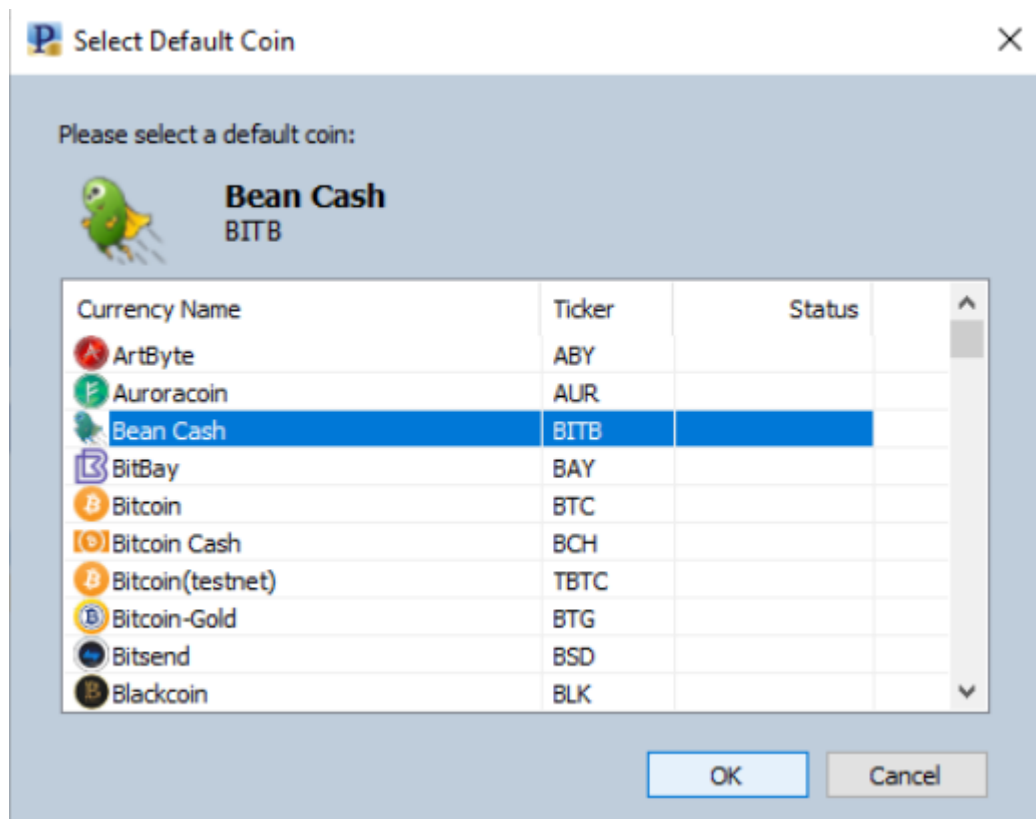 Select Default Coin
Please select a default coin:
Bean Cash
BITB
Currency Name Ticker Status
ArtByte ABY
Auroracoin AUR
Bean Cash BITB
BitBay BAY
Bitcoin BTC
Bitcoin Cash BCH
Bitcoin(testnet) TBTC
Bitcoin-Gold BTG
Bitsend BSD
Blackcoin BLK
OK Cancel